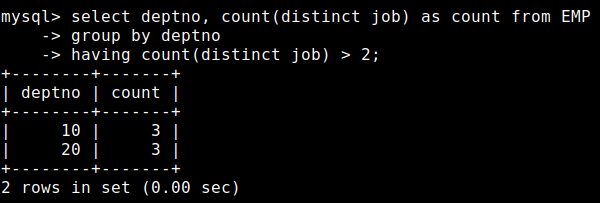 mysql> select deptno, count(distinct job) as count from EMP
    -> group by deptno
    -> having count(distinct job) > 2;
+--------+-------+
| deptno | count |
+--------+-------+
|     10 |     3 |
|     20 |     3 |
+--------+-------+
2 rows in set (0.00 sec)